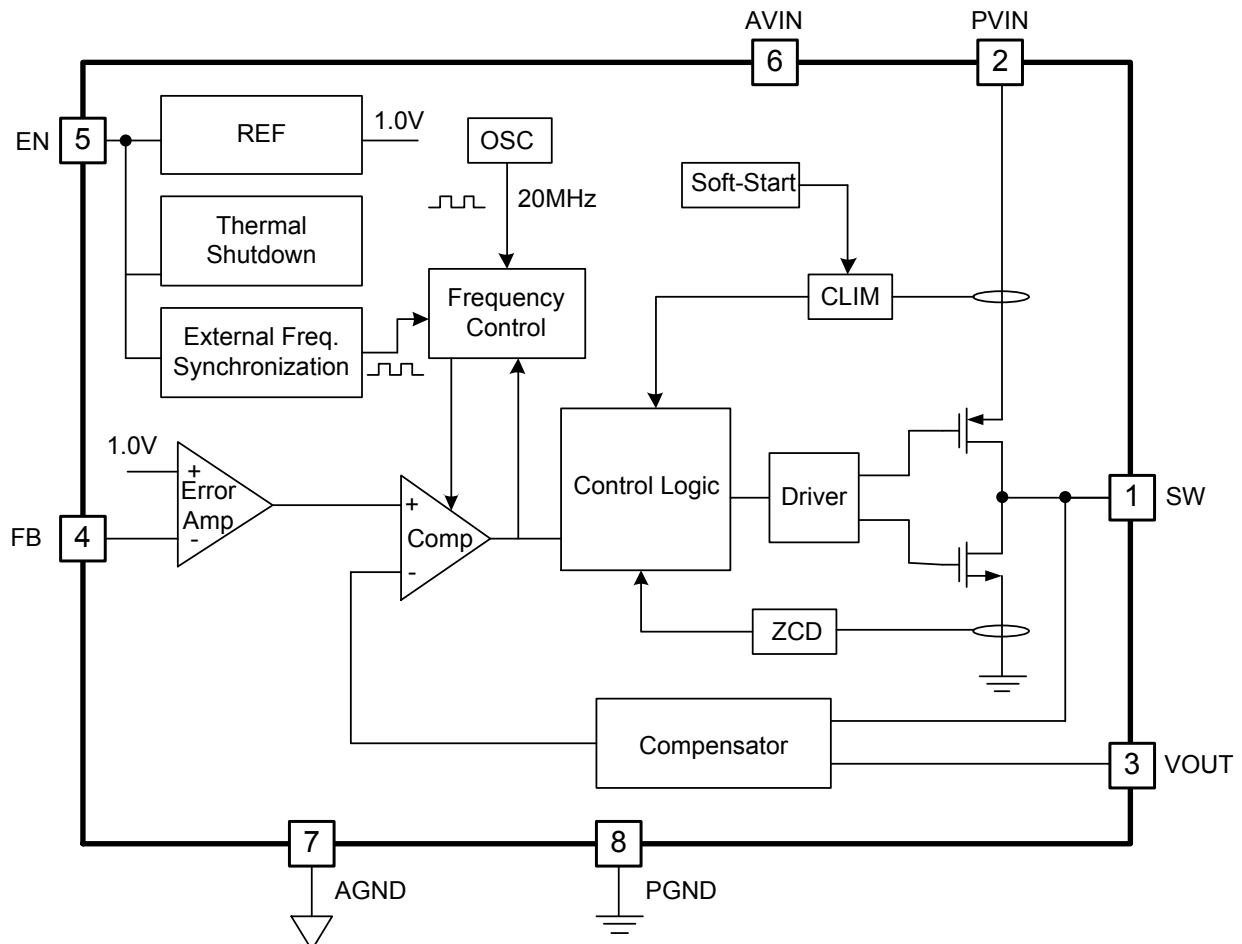 AVIN
PVIN
6
2
EN
5
REF
1.0V
OSC
20MHz
Soft-Start
Thermal
Shutdown
CLIM
Frequency
Control
External Freq.
Synchronization
1.0V
+
Error
Amp
-
FB
4
+
Comp
-
Control Logic
Driver
1
SW
ZCD
Compensator
3
VOUT
7
AGND
8
PGND